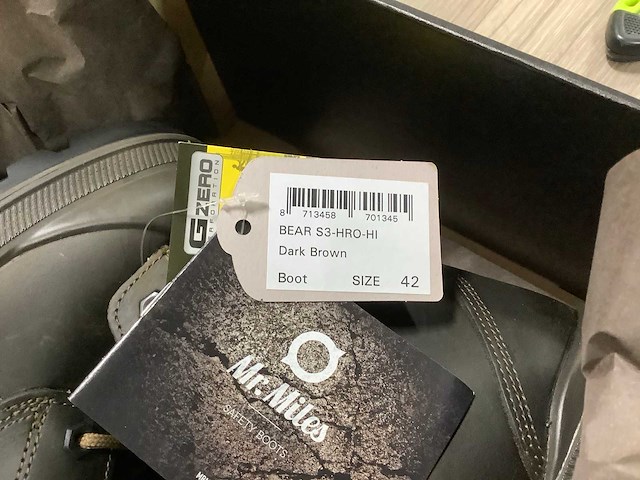 G
ZERO
8 713458 701345
BEAR S3-HRO-HI
Dark Brown
Boot SIZE 42
Mr. Miles
SAFETY BOOTS